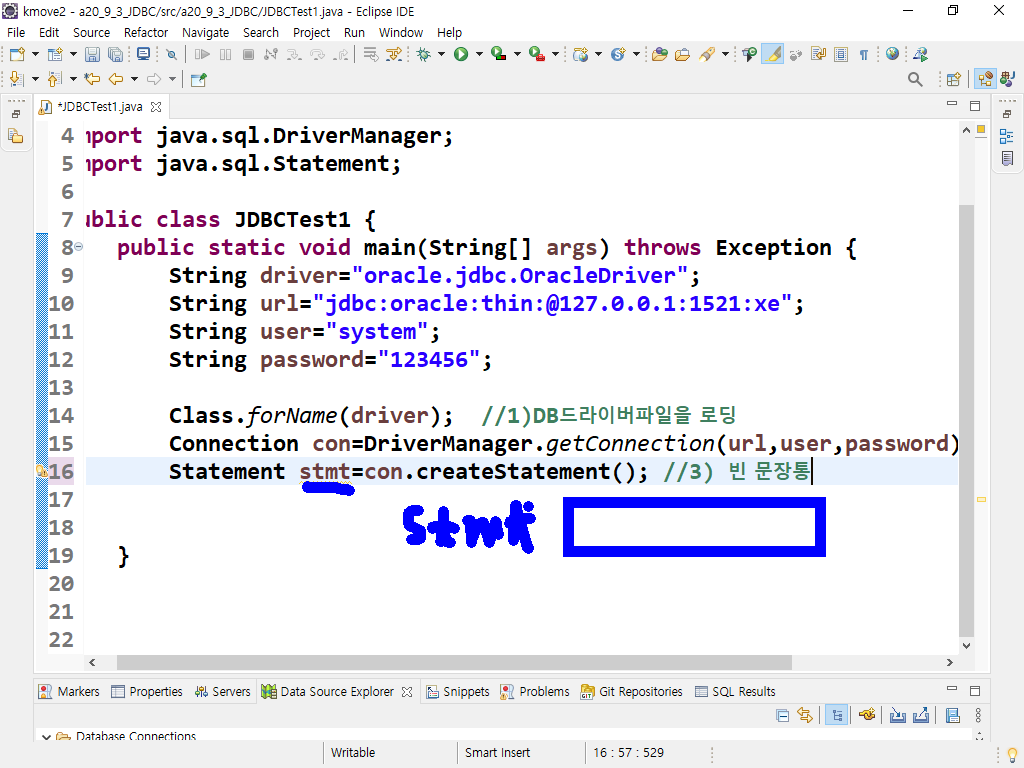 kmove2 - a20_9_3_JDBC/src/a20_9_3_JDBC/JDBCTest1.java - Eclipse IDE
File Edit Source Refactor Navigate Search Project Run Window Help
*JDBCTest1.java
4 mport java.sql.DriverManager;
5 mport java.sql.Statement;
6
7 ublic class JDBCTest1 {
8 public static void main(String[] args) throws Exception {
9 String driver="oracle.jdbc.OracleDriver";
10 String url="jdbc:oracle:thin:@127.0.0.1:1521:xe";
11 String user="system";
12 String password="123456";
13
14 Class.forName(driver); //1)DB드라이버파일을 로딩
15 Connection con=DriverManager.getConnection(url,user,password)
16 Statement stmt=con.createStatement(); //3) 빈 문장통
17
18 stmt
19 }
20
21
22
Markers Properties Servers Data Source Explorer Snippets Problems Git Repositories SQL Results
Database Connections
Writable Smart Insert 16 : 57 : 529